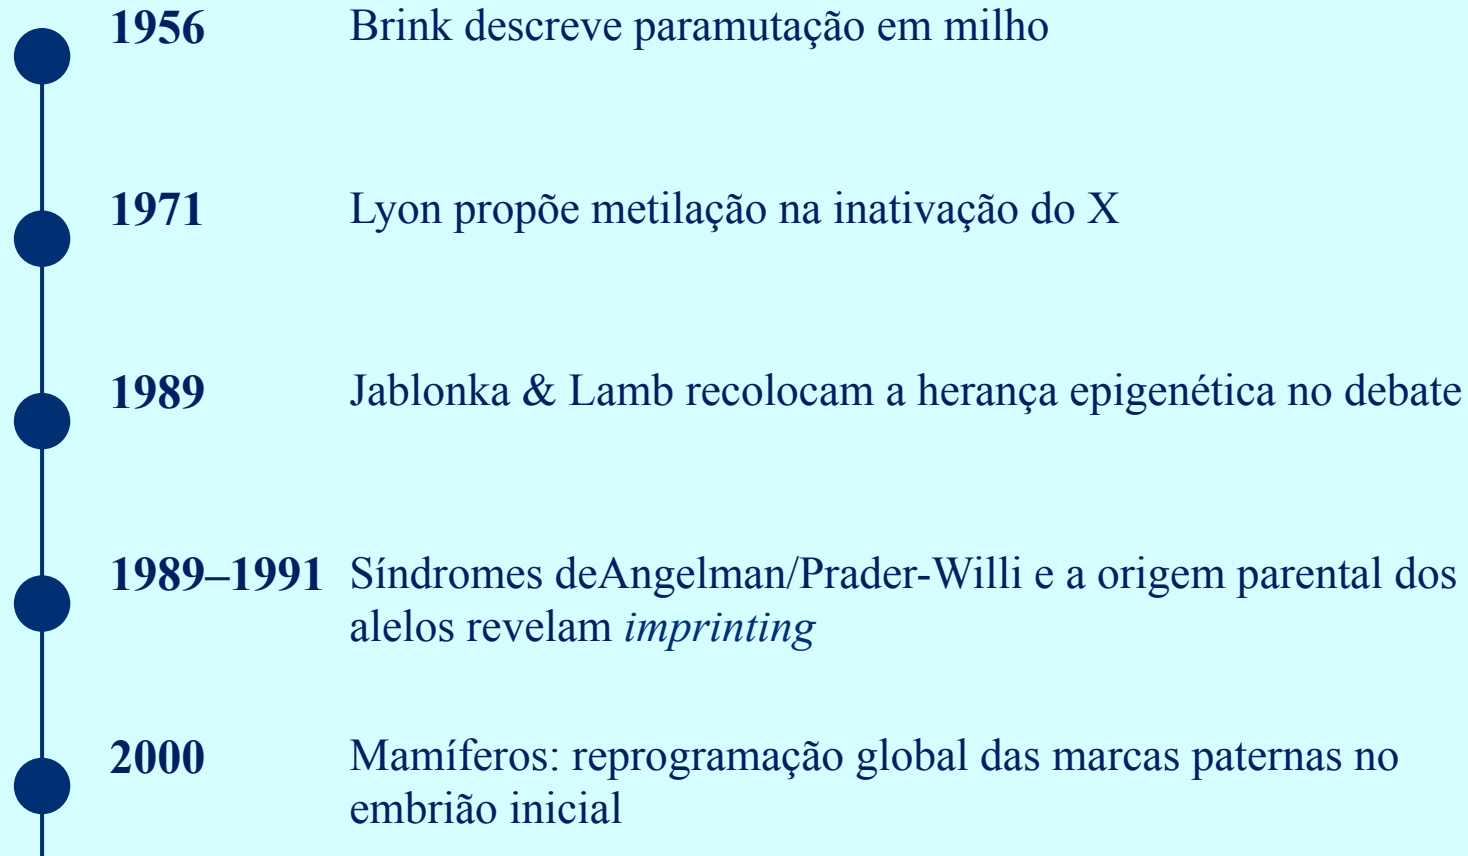 1956 Brink descreve paramutação em milho
1971 Lyon propõe metilação na inativação do X
1989 Jablonka & Lamb recolocam a herança epigenética no debate
1989–1991 Síndromes deAngelman/Prader-Willi e a origem parental dos
alelos revelam imprinting
2000 Mamíferos: reprogramação global das marcas paternas no
embrião inicial